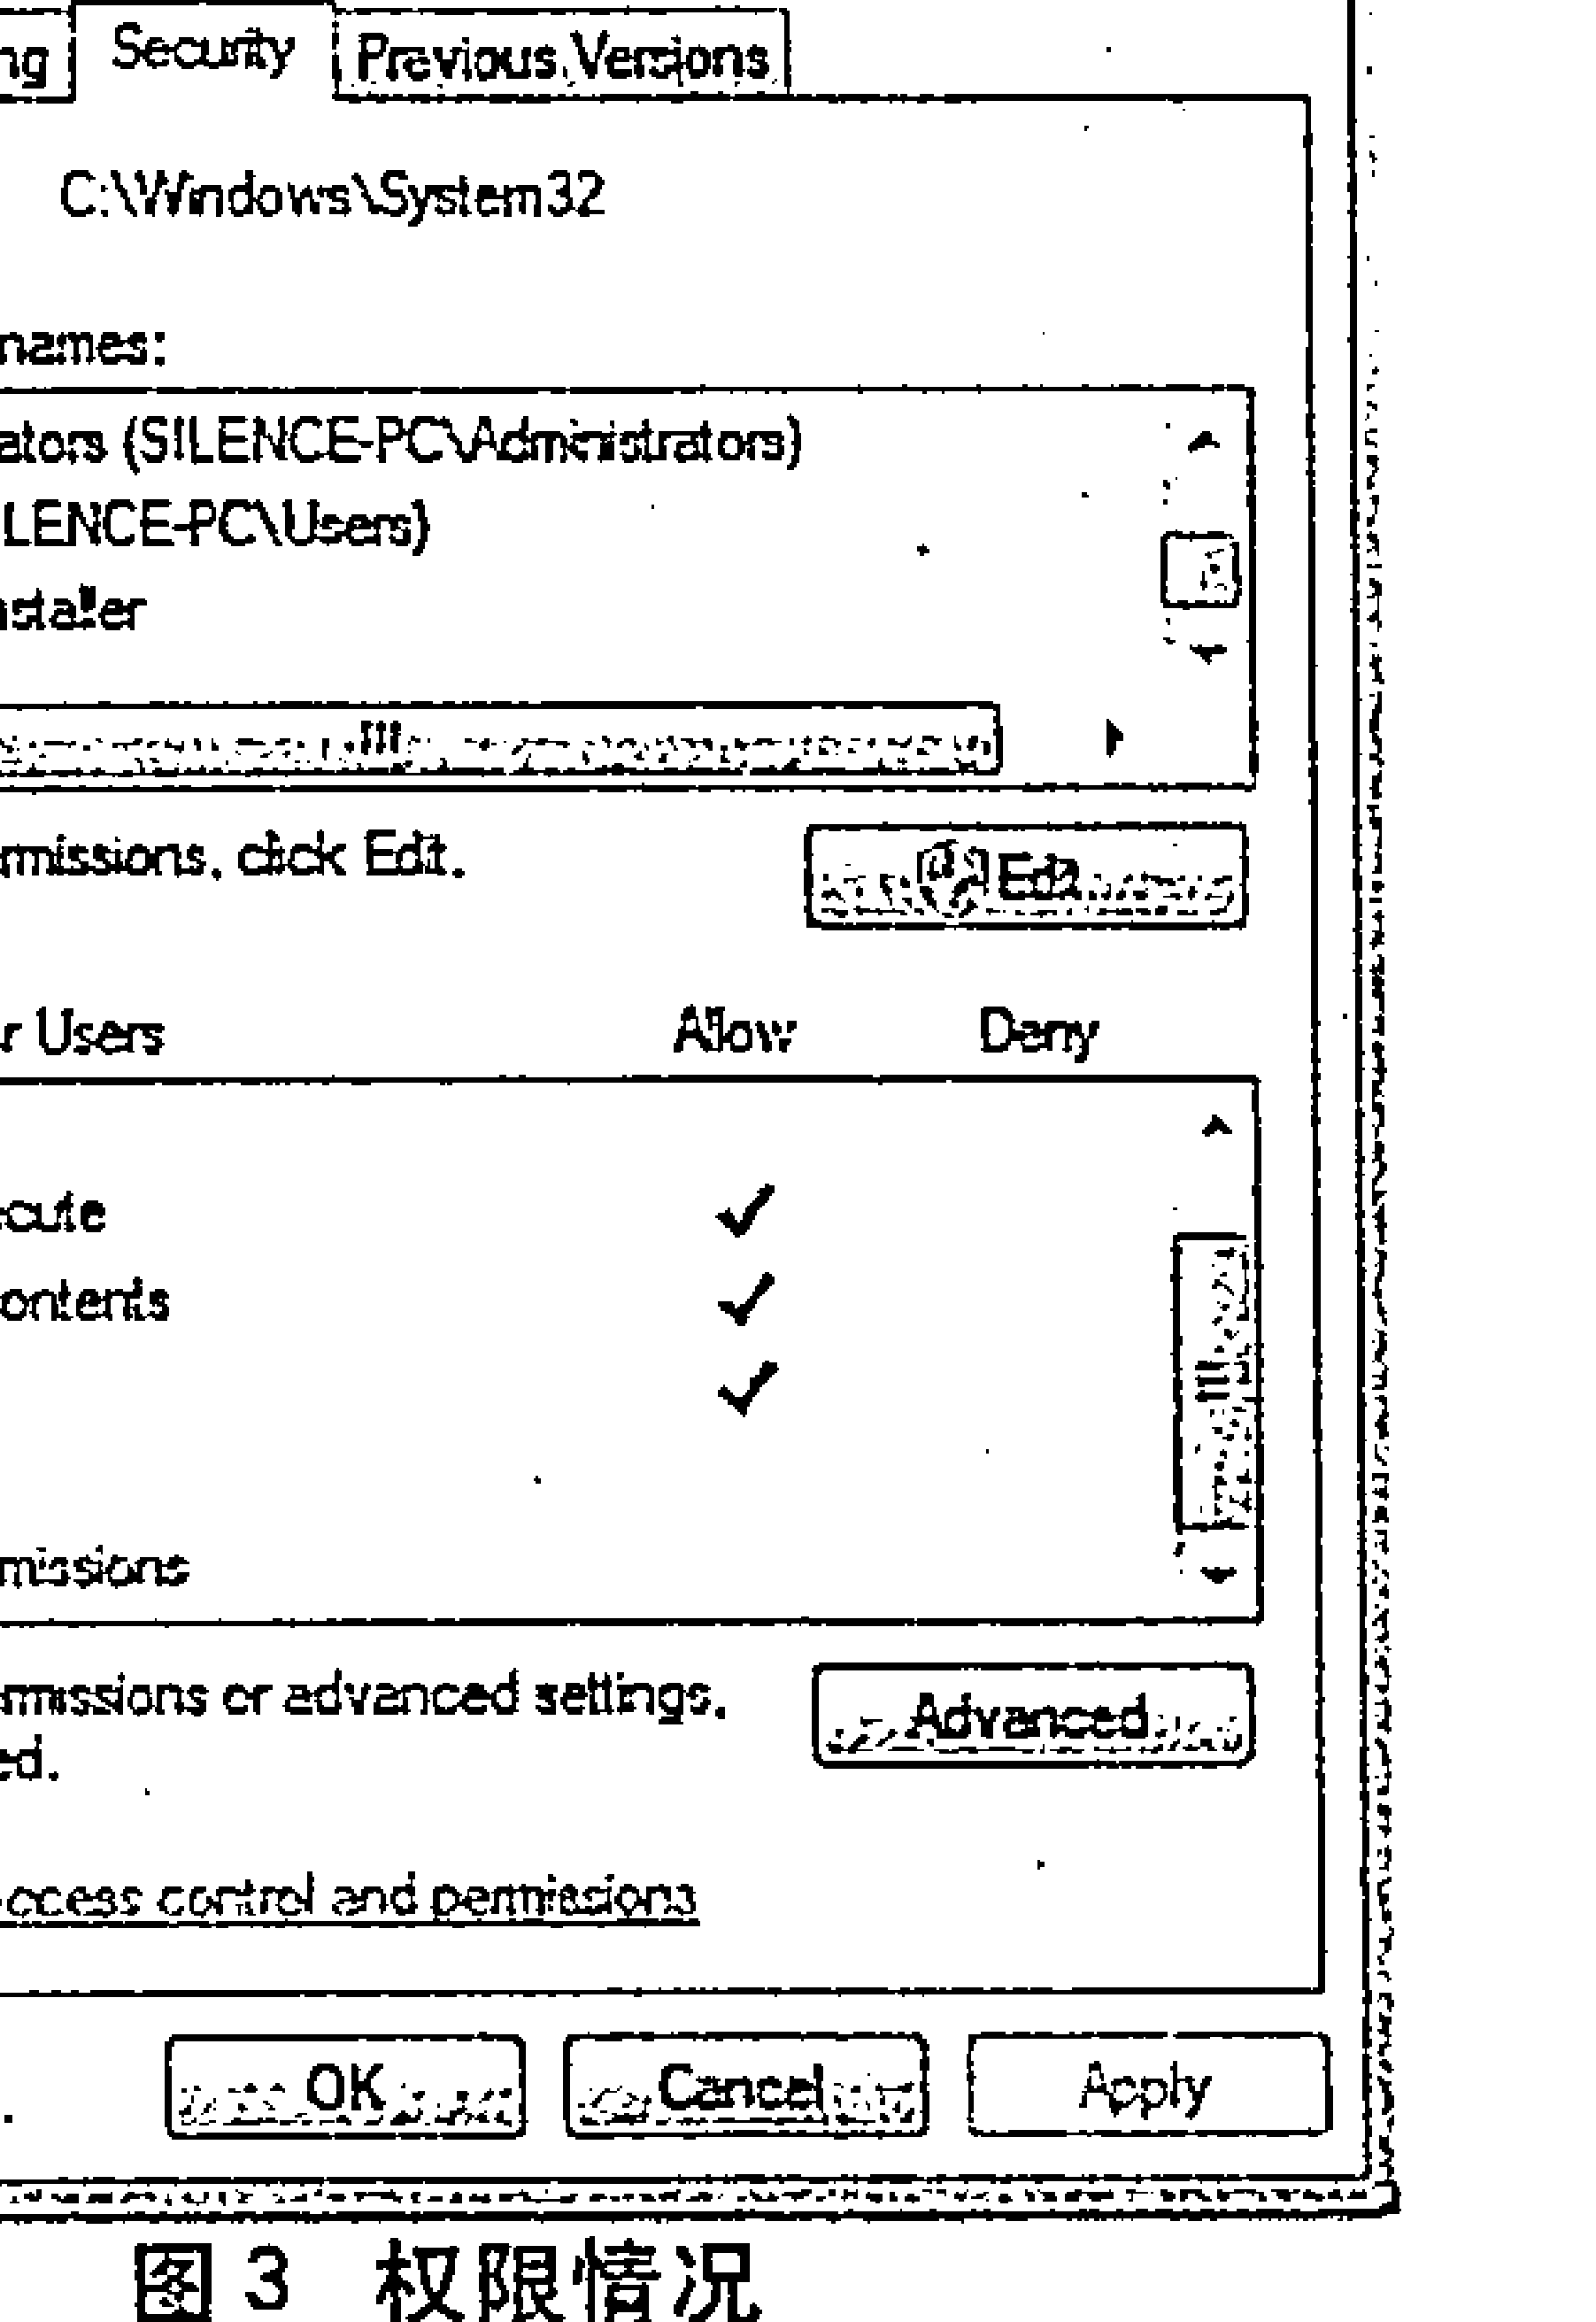 ng Security Previous Versions
C:\Windows\System32
names:
ators (SILENCE-PC\Administrators)
LENCE-PC\Users)
nstaller
missions, click Edit.
Edit
r Users Allow Deny
ecute
ontents
missions
missions or advanced settings,
Advanced
ed.
ccess control and permissions
OK Cancel Apply
图 3 权限情况